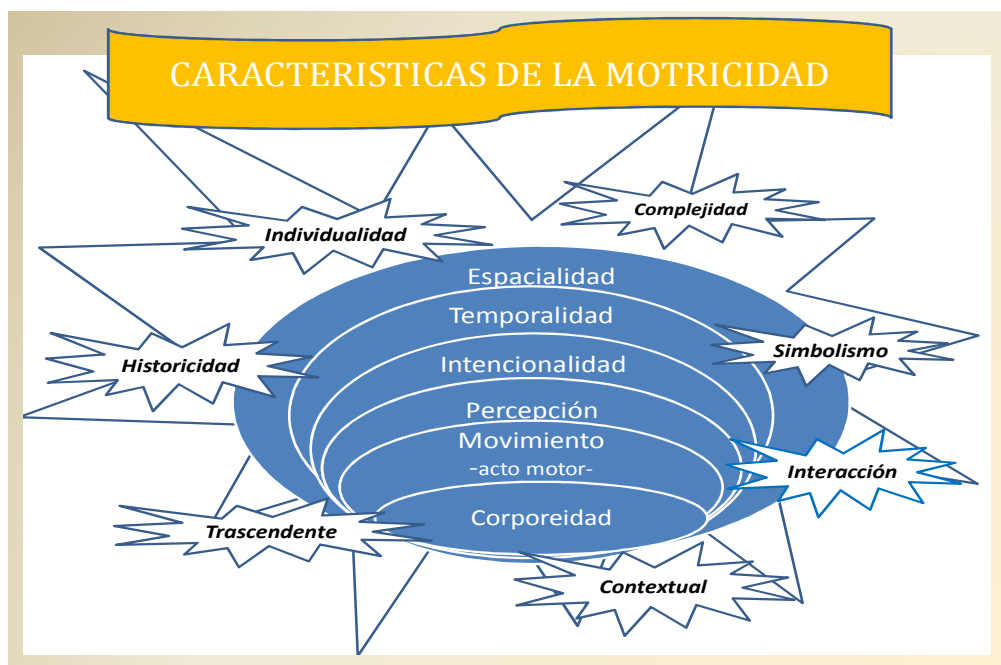 CARACTERISTICAS DE LA MOTRICIDAD
Complejidad
Individualidad
Espacialidad
Temporalidad
Simbolismo
Historicidad
Intencionalidad
Percepción
Movimiento
-acto motor-
Interacción
Corporeidad
Trascendente
Contextual